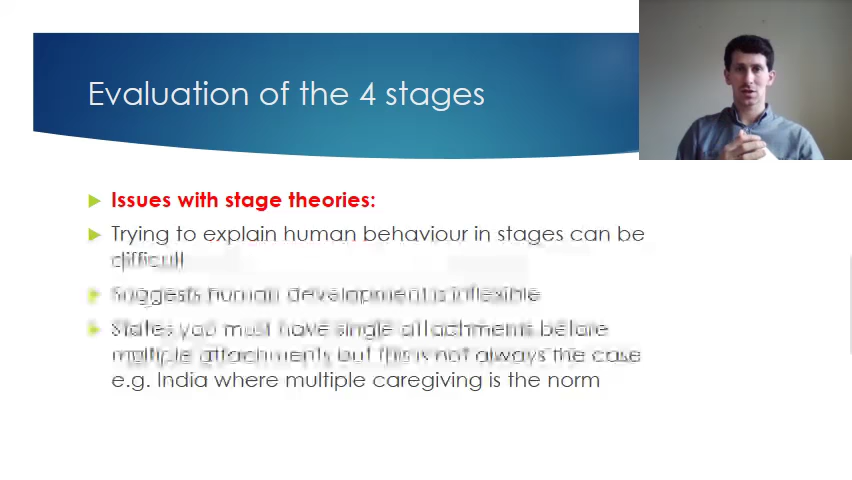 Evaluation of the 4 stages
Issues with stage theories:
Trying to explain human behaviour in stages can be
difficult
Suggests human development is inflexible
States you must have single attachments before
multiple attachments but this is not always the case
e.g. India where multiple caregiving is the norm